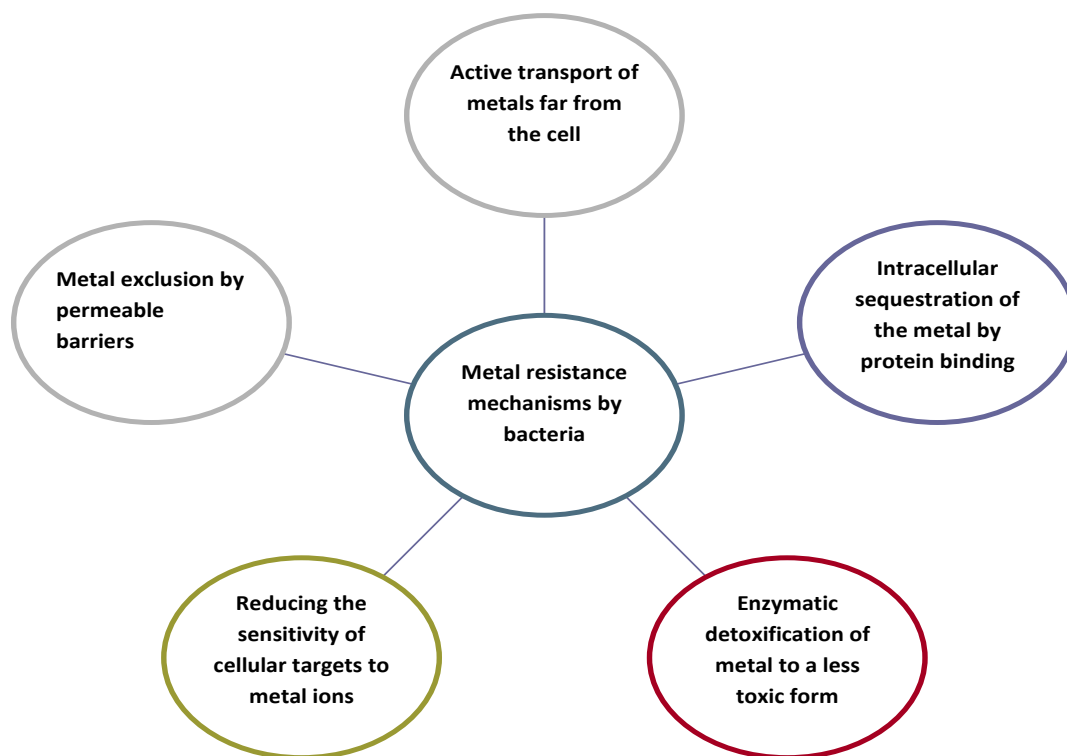 Active transport of
metals far from
the cell
Metal exclusion by
permeable
barriers
Intracellular
sequestration of
the metal by
protein binding
Metal resistance
mechanisms by
bacteria
Reducing the
sensitivity of
cellular targets to
metal ions
Enzymatic
detoxification of
metal to a less
toxic form